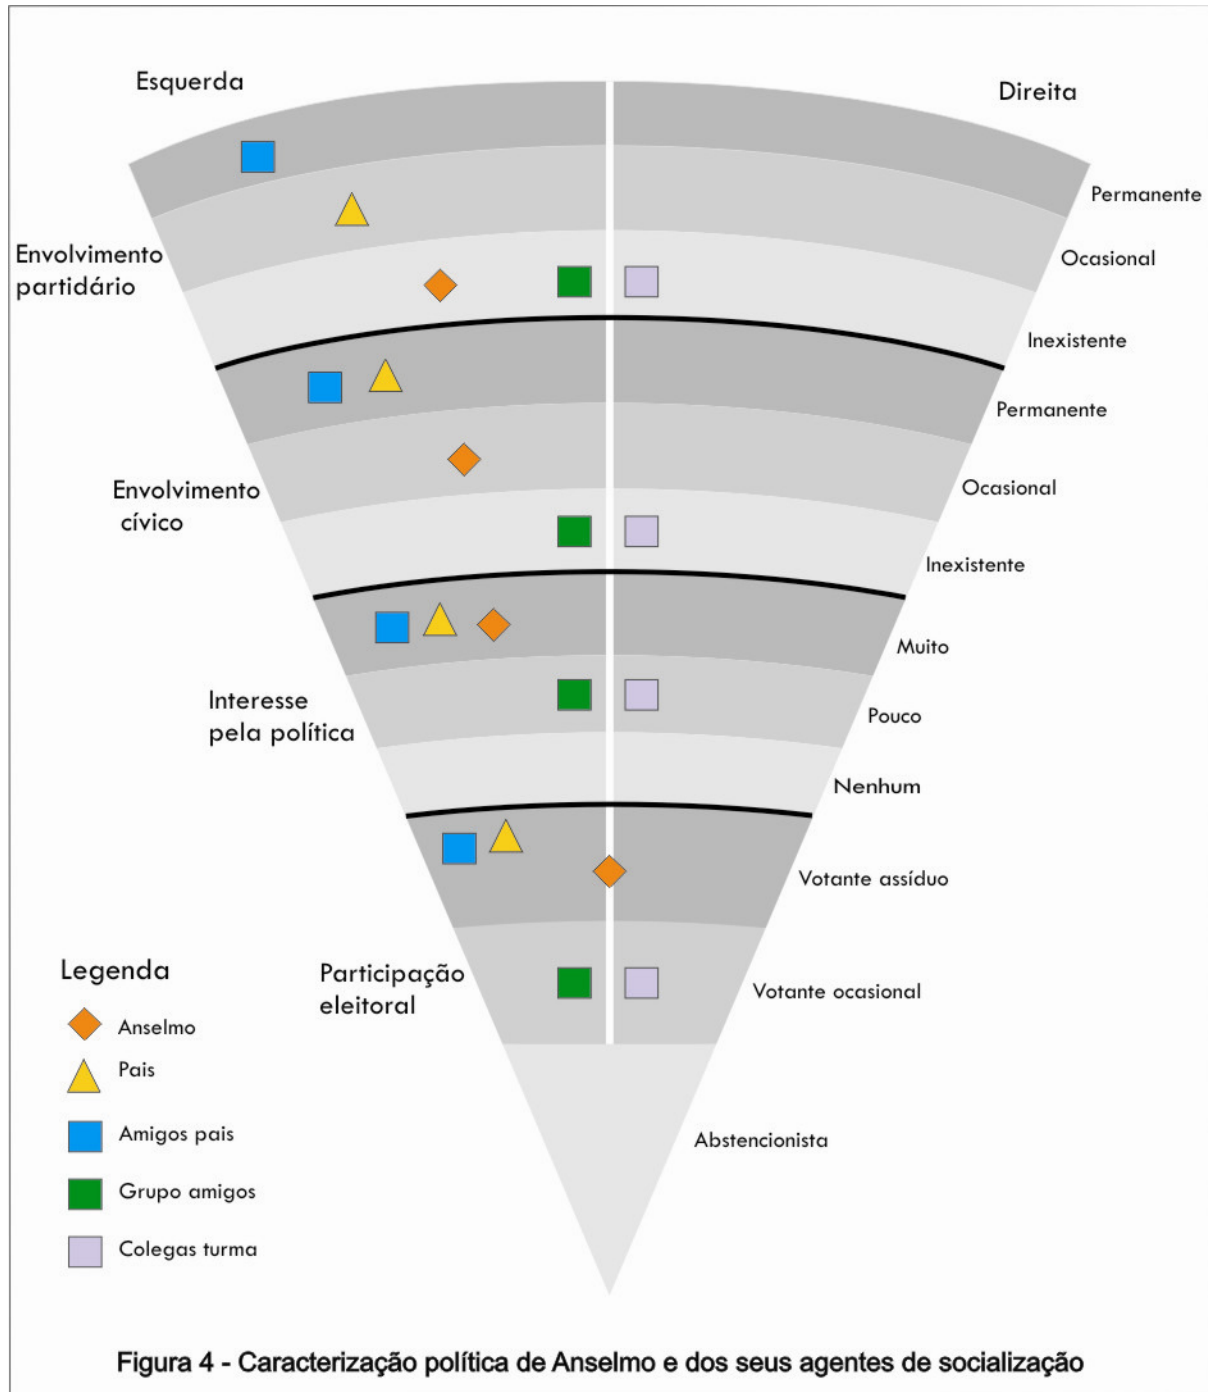 Esquerda
Direita
Permanente
Ocasional
Inexistente
Envolvimento
partidário
Permanente
Ocasional
Inexistente
Envolvimento
cívico
Muito
Pouco
Nenhum
Interesse
pela política
Votante assíduo
Votante ocasional
Abstencionista
Participação
eleitoral
Legenda
Anselmo
Pais
Amigos pais
Grupo amigos
Colegas turma
Figura 4 - Caracterização política de Anselmo e dos seus agentes de socialização